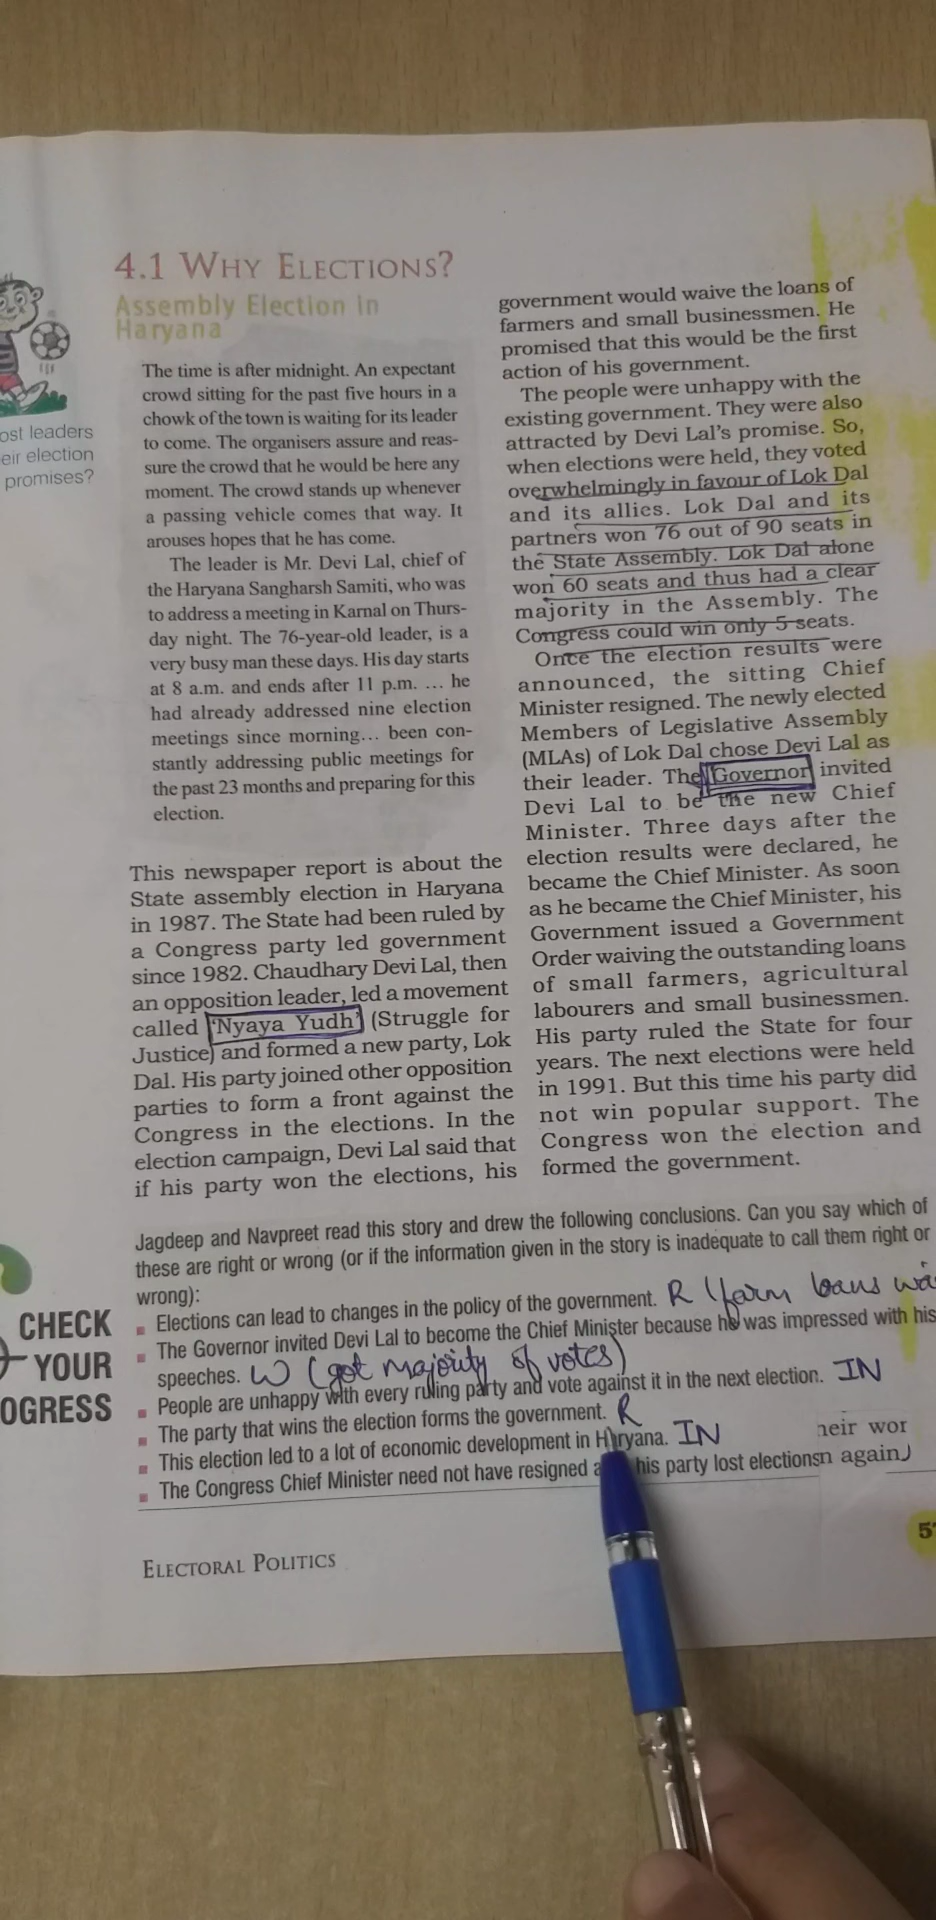 4.1 WHY ELECTIONS?
Assembly Election in
Haryana
The time is after midnight. An expectant
crowd sitting for the past five hours in a
chowk of the town is waiting for its leader
to come. The organisers assure and reas-
sure the crowd that he would be here any
moment. The crowd stands up whenever
a passing vehicle comes that way. It
arouses hopes that he has come.
The leader is Mr. Devi Lal, chief of
the Haryana Sangharsh Samiti, who was
to address a meeting in Karnal on Thurs-
day night. The 76-year-old leader, is a
very busy man these days. His day starts
at 8 a.m. and ends after 11 p.m. ... he
had already addressed nine election
meetings since morning... been con-
stantly addressing public meetings for
the past 23 months and preparing for this
election.
This newspaper report is about the
State assembly election in Haryana
in 1987. The State had been ruled by
a Congress party led government
since 1982. Chaudhary Devi Lal, then
an opposition leader, led a movement
called 'Nyaya Yudh' (Struggle for
Justice) and formed a new party, Lok
Dal. His party joined other opposition
parties to form a front against the
Congress in the elections. In the
election campaign, Devi Lal said that
if his party won the elections, his
government would waive the loans of
farmers and small businessmen. He
promised that this would be the first
action of his government.
The people were unhappy with the
existing government. They were also
attracted by Devi Lal's promise. So,
when elections were held, they voted
overwhelmingly in favour of Lok Dal
and its allies. Lok Dal and its
partners won 76 out of 90 seats in
the State Assembly. Lok Dal alone
won 60 seats and thus had a clear
majority in the Assembly. The
Congress could win only 5 seats.
Once the election results were
announced, the sitting Chief
Minister resigned. The newly elected
Members of Legislative Assembly
(MLAs) of Lok Dal chose Devi Lal as
their leader. The Governor invited
Devi Lal to be the new Chief
Minister. Three days after the
election results were declared, he
became the Chief Minister. As soon
as he became the Chief Minister, his
Government issued a Government
Order waiving the outstanding loans
of small farmers, agricultural
labourers and small businessmen.
His party ruled the State for four
years. The next elections were held
in 1991. But this time his party did
not win popular support. The
Congress won the election and
formed the government.
ost leaders
eir election
promises?
CHECK
YOUR
OGRESS
Jagdeep and Navpreet read this story and drew the following conclusions. Can you say which of
these are right or wrong (or if the information given in the story is inadequate to call them right or
wrong):
Elections can lead to changes in the policy of the government. R (farm loans wa
The Governor invited Devi Lal to become the Chief Minister because he was impressed with his
speeches. W (got majority of votes)
People are unhappy with every ruling party and vote against it in the next election. IN
The party that wins the election forms the government. R
This election led to a lot of economic development in Haryana. IN heir wor
The Congress Chief Minister need not have resigned his party lost elections again
ELECTORAL POLITICS